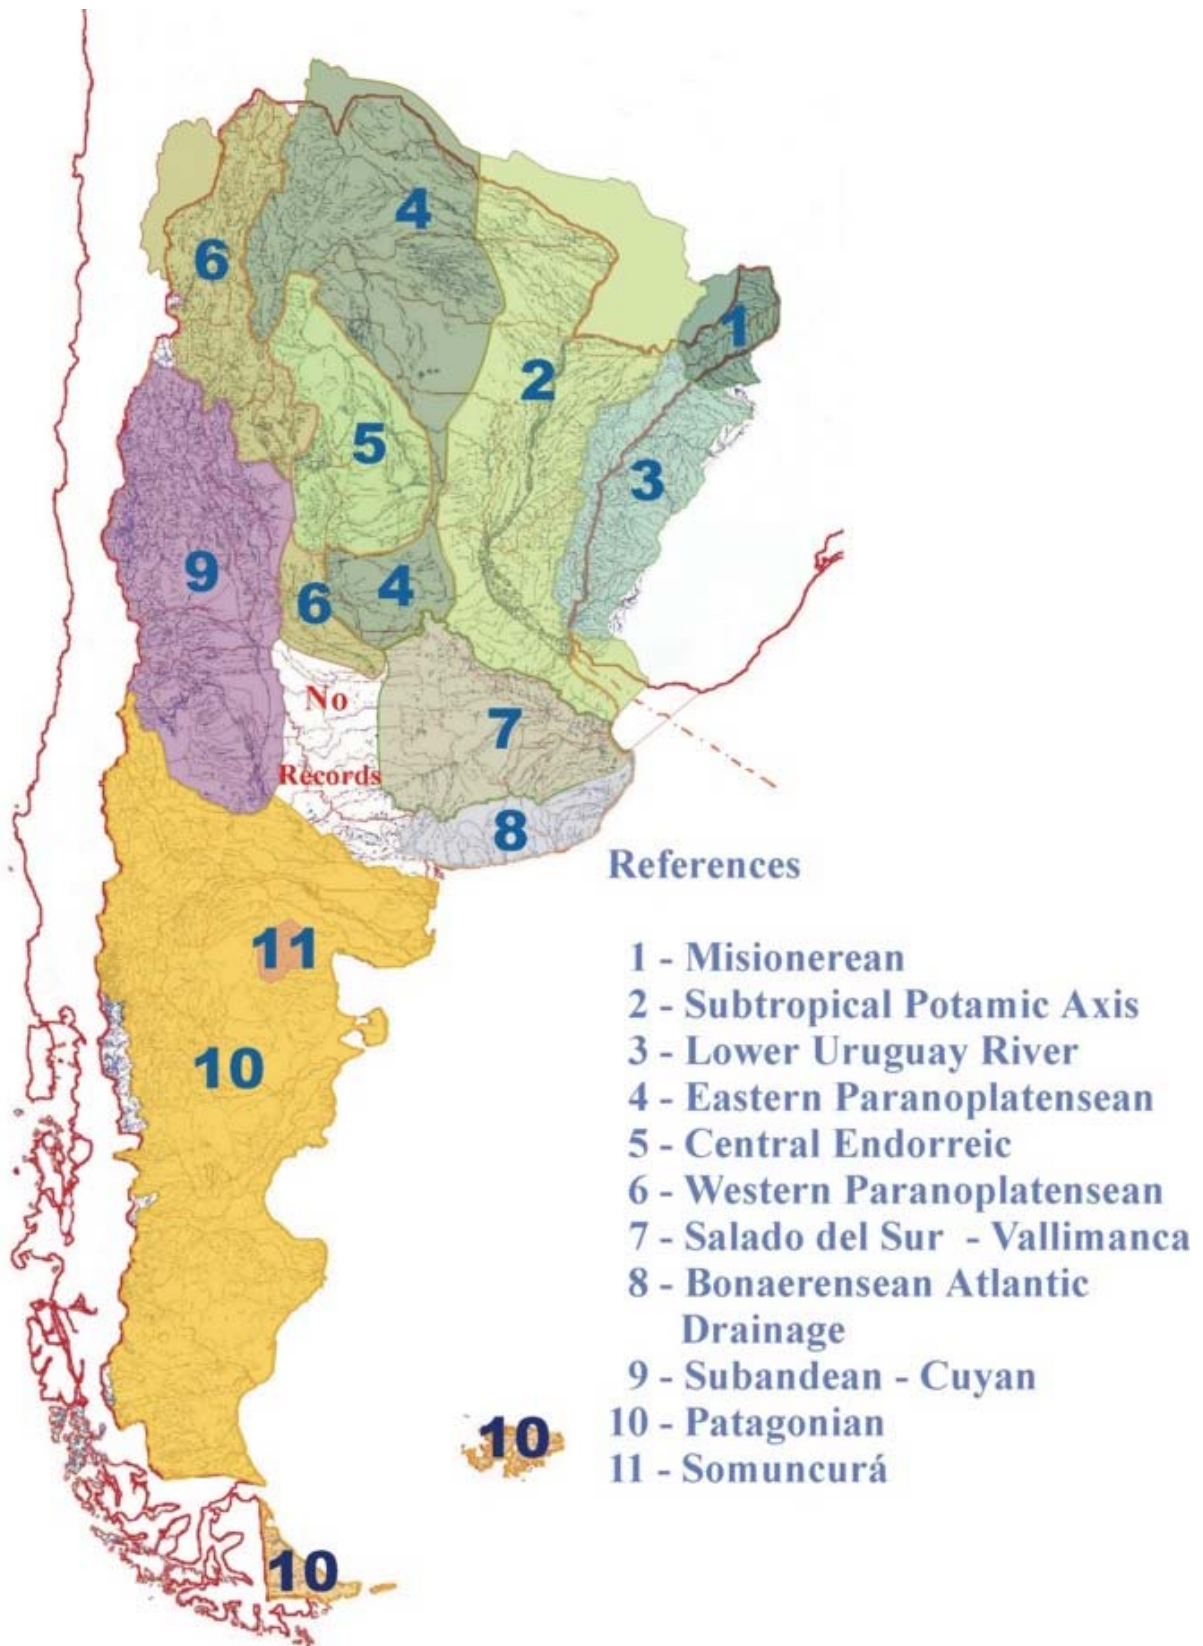 4
6
1
2
5
3
9
4
6
No
7
Records
8
References
11
1 - Misionerean
2 - Subtropical Potamic Axis
3 - Lower Uruguay River
10
4 - Eastern Paranoplatensean
5 - Central Endorreic
6 - Western Paranoplatensean
7 - Salado del Sur - Vallimanca
8 - Bonaerensean Atlantic
Drainage
9 - Subandean - Cuyan
10
10 - Patagonian
11 - Somuncurá
10